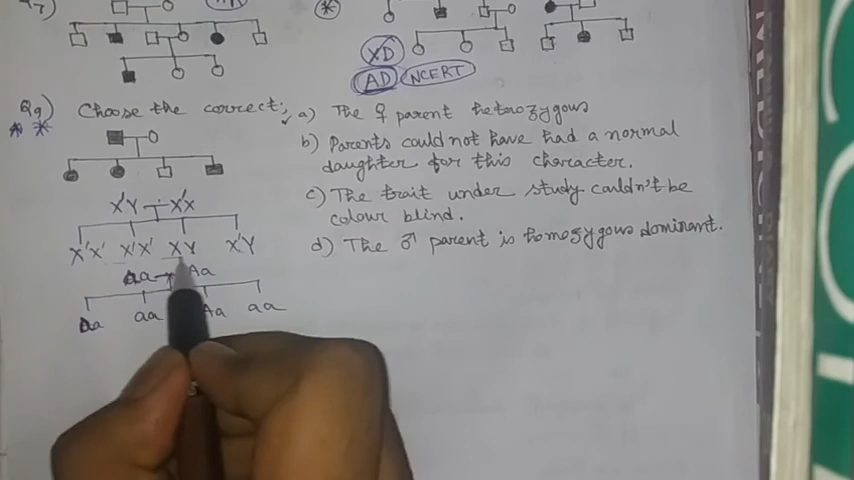 XD
AD
NCERT
Q9) Choose the correct;
a) The ♀ parent hetrozygous
b) Parents could not have had a normal
daughter for this character.
c) The trait under study couldn't be
colour blind.
d) The ♂ parent is homozygous dominant.
X'Y X'X
X'X' X'X' XY X'Y
aa Aa
aa aa Aa aa